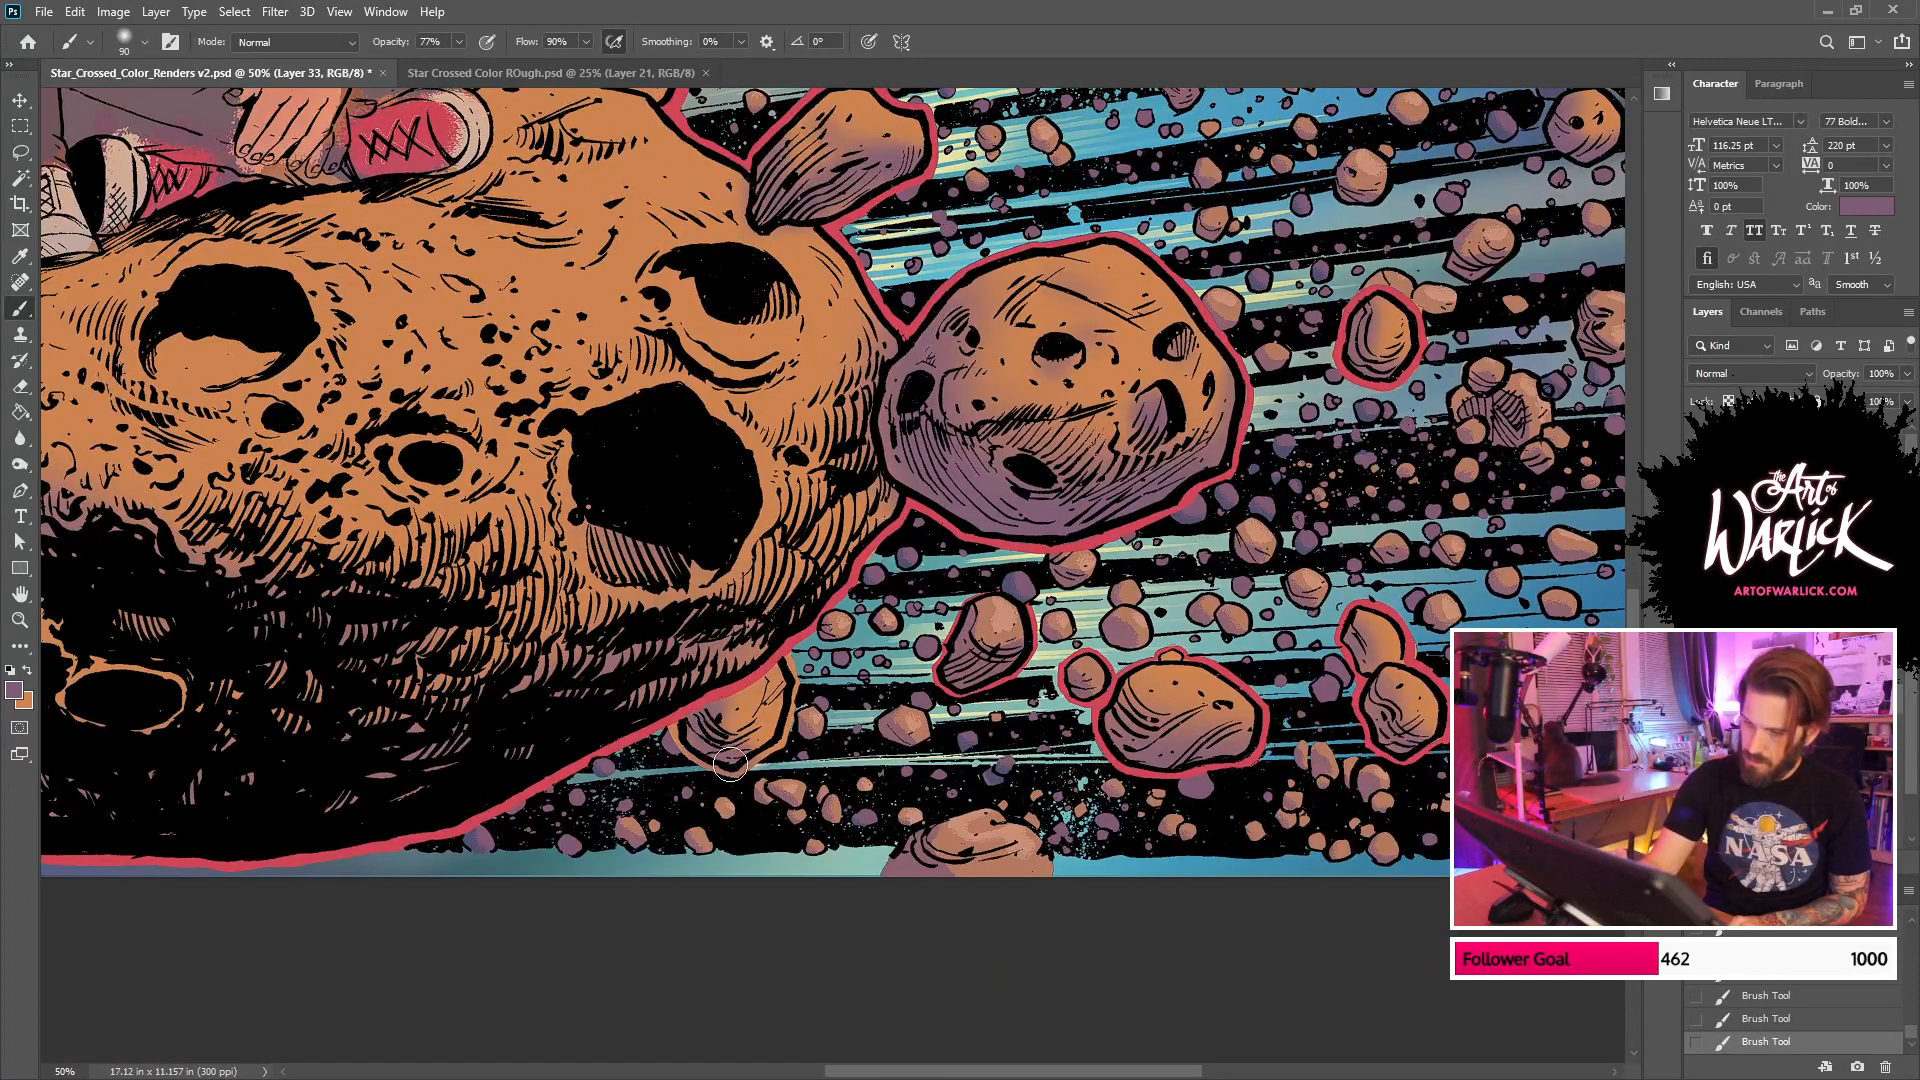 Ps File Edit Image Layer Type Select Filter 3D View Window Help
90 Mode: Normal Opacity: 77% Flow: 90% Smoothing: 0% 0°
Star_Crossed_Color_Renders v2.psd @ 50% (Layer 33, RGB/8) * Star Crossed Color ROugh.psd @ 25% (Layer 21, RGB/8)
Character Paragraph
Helvetica Neue LT... 77 Bold...
116.25 pt 220 pt
Metrics 0
100% 100%
0 pt Color:
English: USA Smooth
Layers Channels Paths
Kind
Normal Opacity: 100%
100%
the Art of
Warlick
ARTOFWARLICK.COM
NASA
Follower Goal 462 1000
Brush Tool
Brush Tool
Brush Tool
50% 17.12 in x 11.157 in (300 ppi)